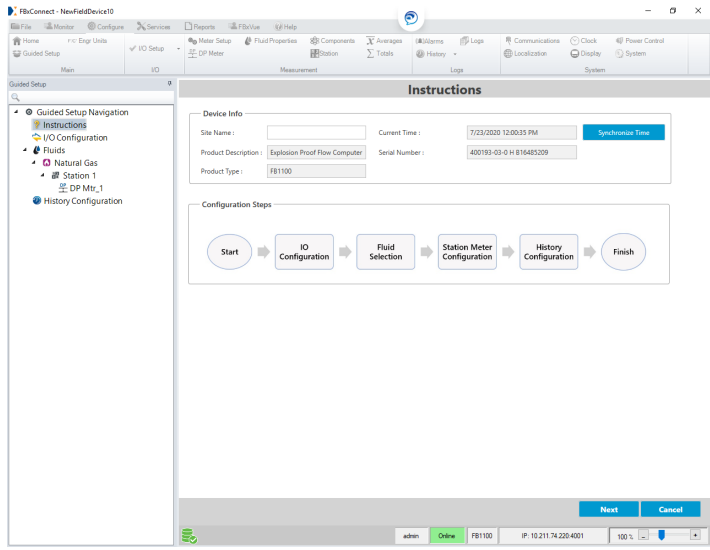 FBxConnect - NewFieldDevice10
File Monitor Configure Services Reports FBxVue Help
Home Engr Units I/O Setup Meter Setup Fluid Properties Components Averages Alarms Logs Communications Clock Power Control
Guided Setup DP Meter Station Totals History Localization Display System
Main I/O Measurement Logs System
Guided Setup
Guided Setup Navigation
Instructions
I/O Configuration
Fluids
Natural Gas
Station 1
DP Mtr_1
History Configuration
Instructions
Device Info
Site Name : Current Time : 7/23/2020 12:00:35 PM Synchronize Time
Product Description : Explosion Proof Flow Computer Serial Number : 400193-03-0 H B16485209
Product Type : FB1100
Configuration Steps
Start
IO
Configuration
Fluid
Selection
Station Meter
Configuration
History
Configuration
Finish
Next Cancel
admin Online FB1100 IP: 10.211.74.220:4001 100 % - +